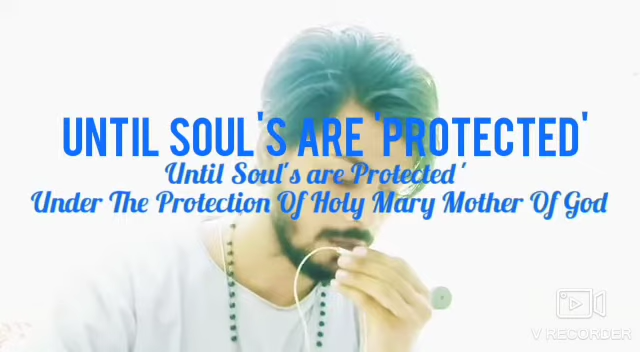 UNTIL SOUL'S ARE 'PROTECTED'
Until Soul's are Protected'
Under The Protection Of Holy Mary Mother Of God
V RECORDER